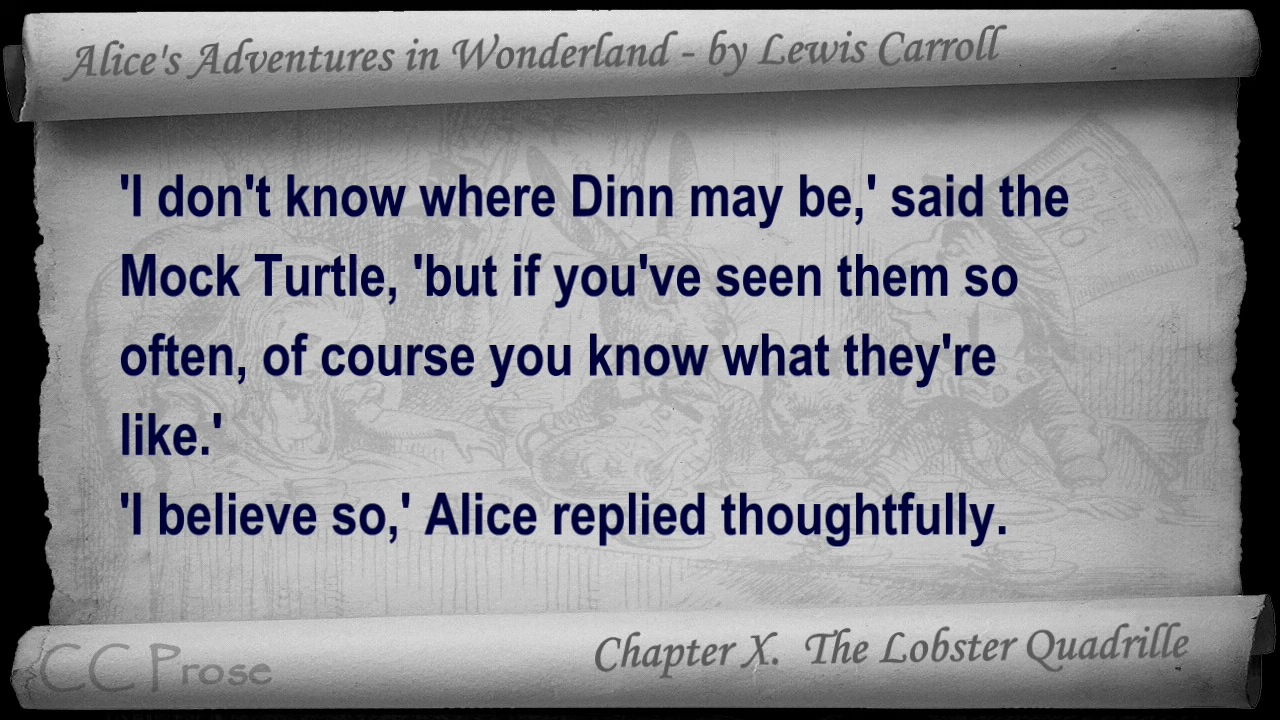 Alice's Adventures in Wonderland - by Lewis Carroll
'I don't know where Dinn may be,' said the
Mock Turtle, 'but if you've seen them so
often, of course you know what they're
like.'
'I believe so,' Alice replied thoughtfully.
CC Prose
Chapter X. The Lobster Quadrille